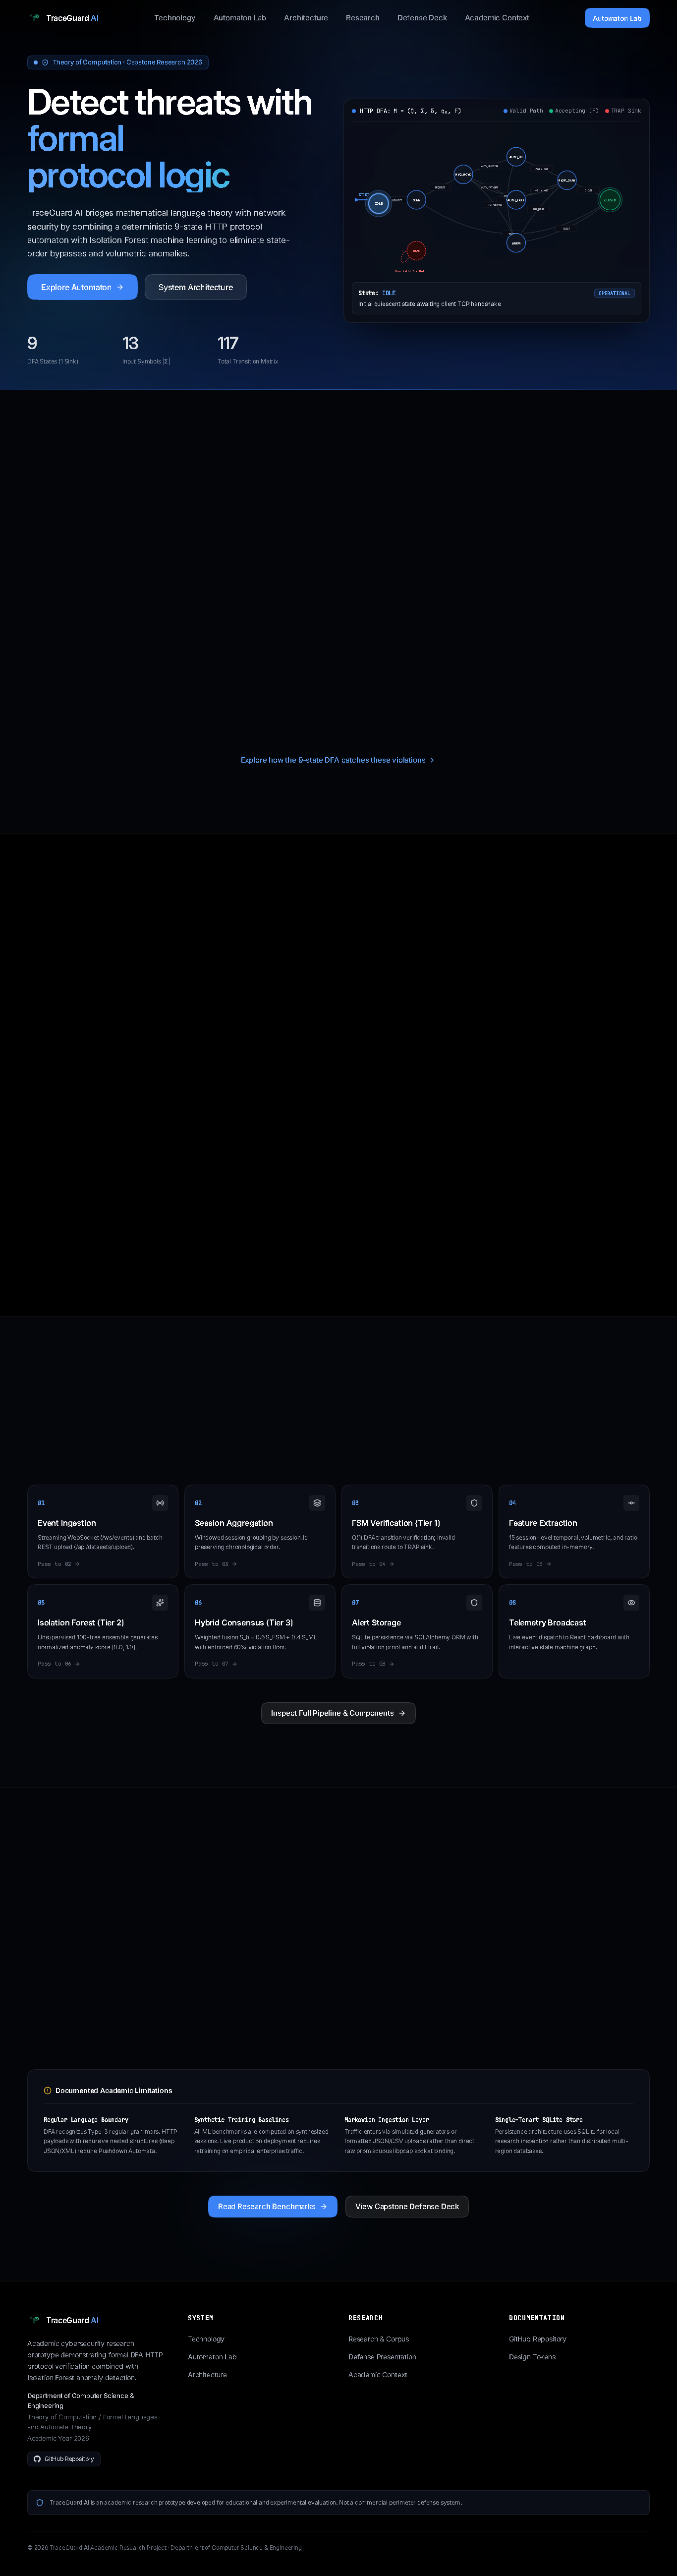 TraceGuard AI
Technology
Automaton Lab
Architecture
Research
Defense Deck
Academic Context
Automaton Lab
Theory of Computation · Capstone Research 2026
Detect threats with
formal
protocol logic
TraceGuard AI bridges mathematical language theory with network
security by combining a deterministic 9-state HTTP protocol
automaton with Isolation Forest machine learning to eliminate state-
order bypasses and volumetric anomalies.
Explore Automaton
System Architecture
9
DFA States (1 Sink)
13
Input Symbols |Σ|
117
Total Transition Matrix
HTTP DFA: M = (Q, Σ, δ, q₀, F)
Valid Path
Accepting (F)
TRAP Sink
START
IDLE
State: IDLE
OPERATIONAL
Initial quiescent state awaiting client TCP handshake
Explore how the 9-state DFA catches these violations
01
Event Ingestion
Streaming WebSocket (/ws/events) and batch
REST upload (/api/datasets/upload).
Pass to 02
02
Session Aggregation
Windowed session grouping by session_id
preserving chronological order.
Pass to 03
03
FSM Verification (Tier 1)
O(1) DFA transition verification; invalid
transitions route to TRAP sink.
Pass to 04
04
Feature Extraction
15 session-level temporal, volumetric, and ratio
features computed in-memory.
Pass to 05
05
Isolation Forest (Tier 2)
Unsupervised 100-tree ensemble generates
normalized anomaly score [0.0, 1.0].
Pass to 06
06
Hybrid Consensus (Tier 3)
Weighted fusion S_h = 0.6 S_FSM + 0.4 S_ML
with enforced 60% violation floor.
Pass to 07
07
Alert Storage
SQLite persistence via SQLAlchemy ORM with
full violation proof and audit trail.
Pass to 08
08
Telemetry Broadcast
Live event dispatch to React dashboard with
interactive state machine graph.
Inspect Full Pipeline & Components
Documented Academic Limitations
Regular Language Boundary
DFA recognizes Type-3 regular grammars. HTTP
payloads with recursive nested structures (deep
JSON/XML) require Pushdown Automata.
Synthetic Training Baselines
All ML benchmarks are computed on synthesized
sessions. Live production deployment requires
retraining on empirical enterprise traffic.
Markovian Ingestion Layer
Traffic enters via simulated generators or
formatted JSON/CSV uploads rather than direct
raw promiscuous libpcap socket binding.
Single-Tenant SQLite Store
Persistence architecture uses SQLite for local
research inspection rather than distributed multi-
region databases.
Read Research Benchmarks
View Capstone Defense Deck
TraceGuard AI
Academic cybersecurity research
prototype demonstrating formal DFA HTTP
protocol verification combined with
Isolation Forest anomaly detection.
Department of Computer Science &
Engineering
Theory of Computation / Formal Languages
and Automata Theory
Academic Year 2026
GitHub Repository
SYSTEM
Technology
Automaton Lab
Architecture
RESEARCH
Research & Corpus
Defense Presentation
Academic Context
DOCUMENTATION
GitHub Repository
Design Tokens
TraceGuard AI is an academic research prototype developed for educational and experimental evaluation. Not a commercial perimeter defense system.
© 2026 TraceGuard AI Academic Research Project · Department of Computer Science & Engineering